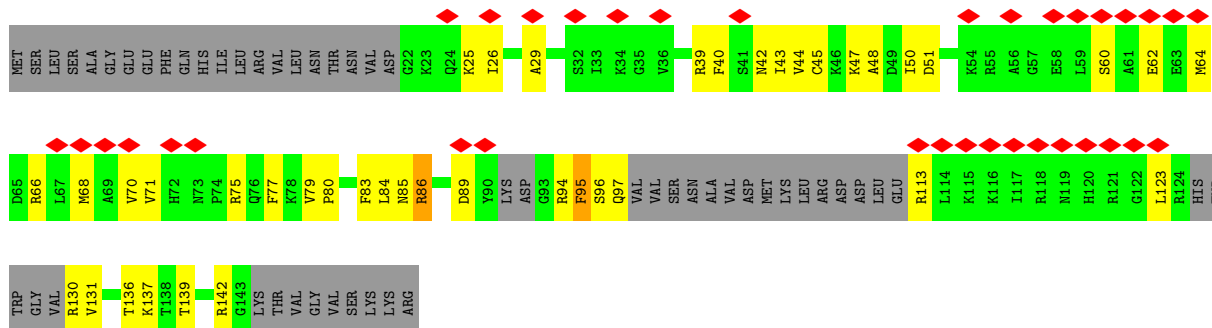 MET SER LEU SER ALA GLY GLU GLU PHE GLN HIS ILE LEU ARG VAL LEU ASN THR ASN VAL ASP G22 K23 Q24 K25 I26 A29 S32 I33 K34 G35 V36 R39 F40 S41 N42 I43 V44 C45 K46 K47 A48 D49 I50 D51 K54 R55 A56 G57 E58 L59 S60 A61 E62 E63 M64
D65 R66 L67 M68 A69 V70 V71 H72 N73 P74 R75 Q76 F77 K78 V79 P80 F83 L84 N85 R86 D89 Y90 LYS ASP G93 R94 F95 S96 Q97 VAL VAL SER ASN ALA VAL ASP MET LYS LEU ARG ASP ASP LEU GLU R113 L114 K115 K116 I117 R118 N119 H120 R121 G122 L123 R124 HIS
TRP GLY VAL R130 V131 T136 K137 T138 T139 R142 G143 LYS THR VAL GLY VAL SER LYS LYS ARG